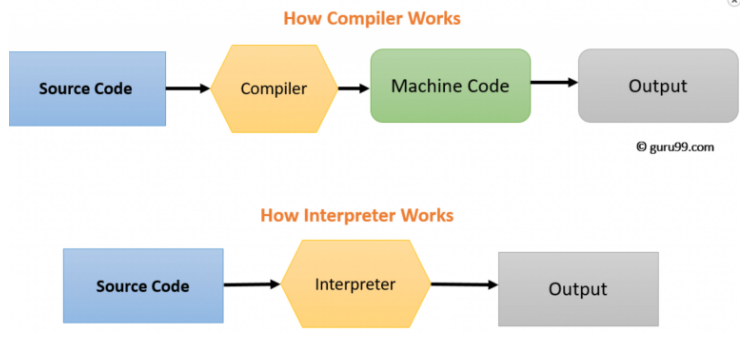 How Compiler Works
Source Code
Compiler
Machine Code
Output
© guru99.com
How Interpreter Works
Source Code
Interpreter
Output